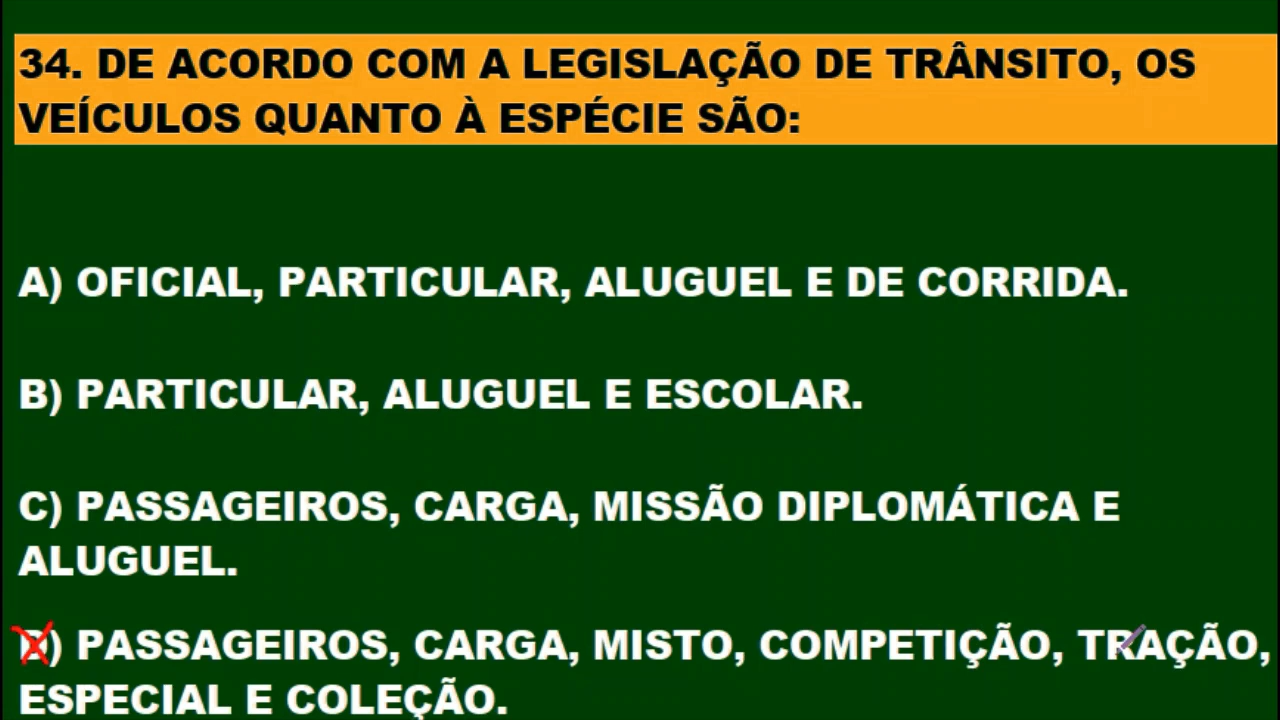 34. DE ACORDO COM A LEGISLAÇÃO DE TRÂNSITO, OS
VEÍCULOS QUANTO À ESPÉCIE SÃO:
A) OFICIAL, PARTICULAR, ALUGUEL E DE CORRIDA.
B) PARTICULAR, ALUGUEL E ESCOLAR.
C) PASSAGEIROS, CARGA, MISSÃO DIPLOMÁTICA E
ALUGUEL.
D) PASSAGEIROS, CARGA, MISTO, COMPETIÇÃO, TRAÇÃO,
ESPECIAL E COLEÇÃO.